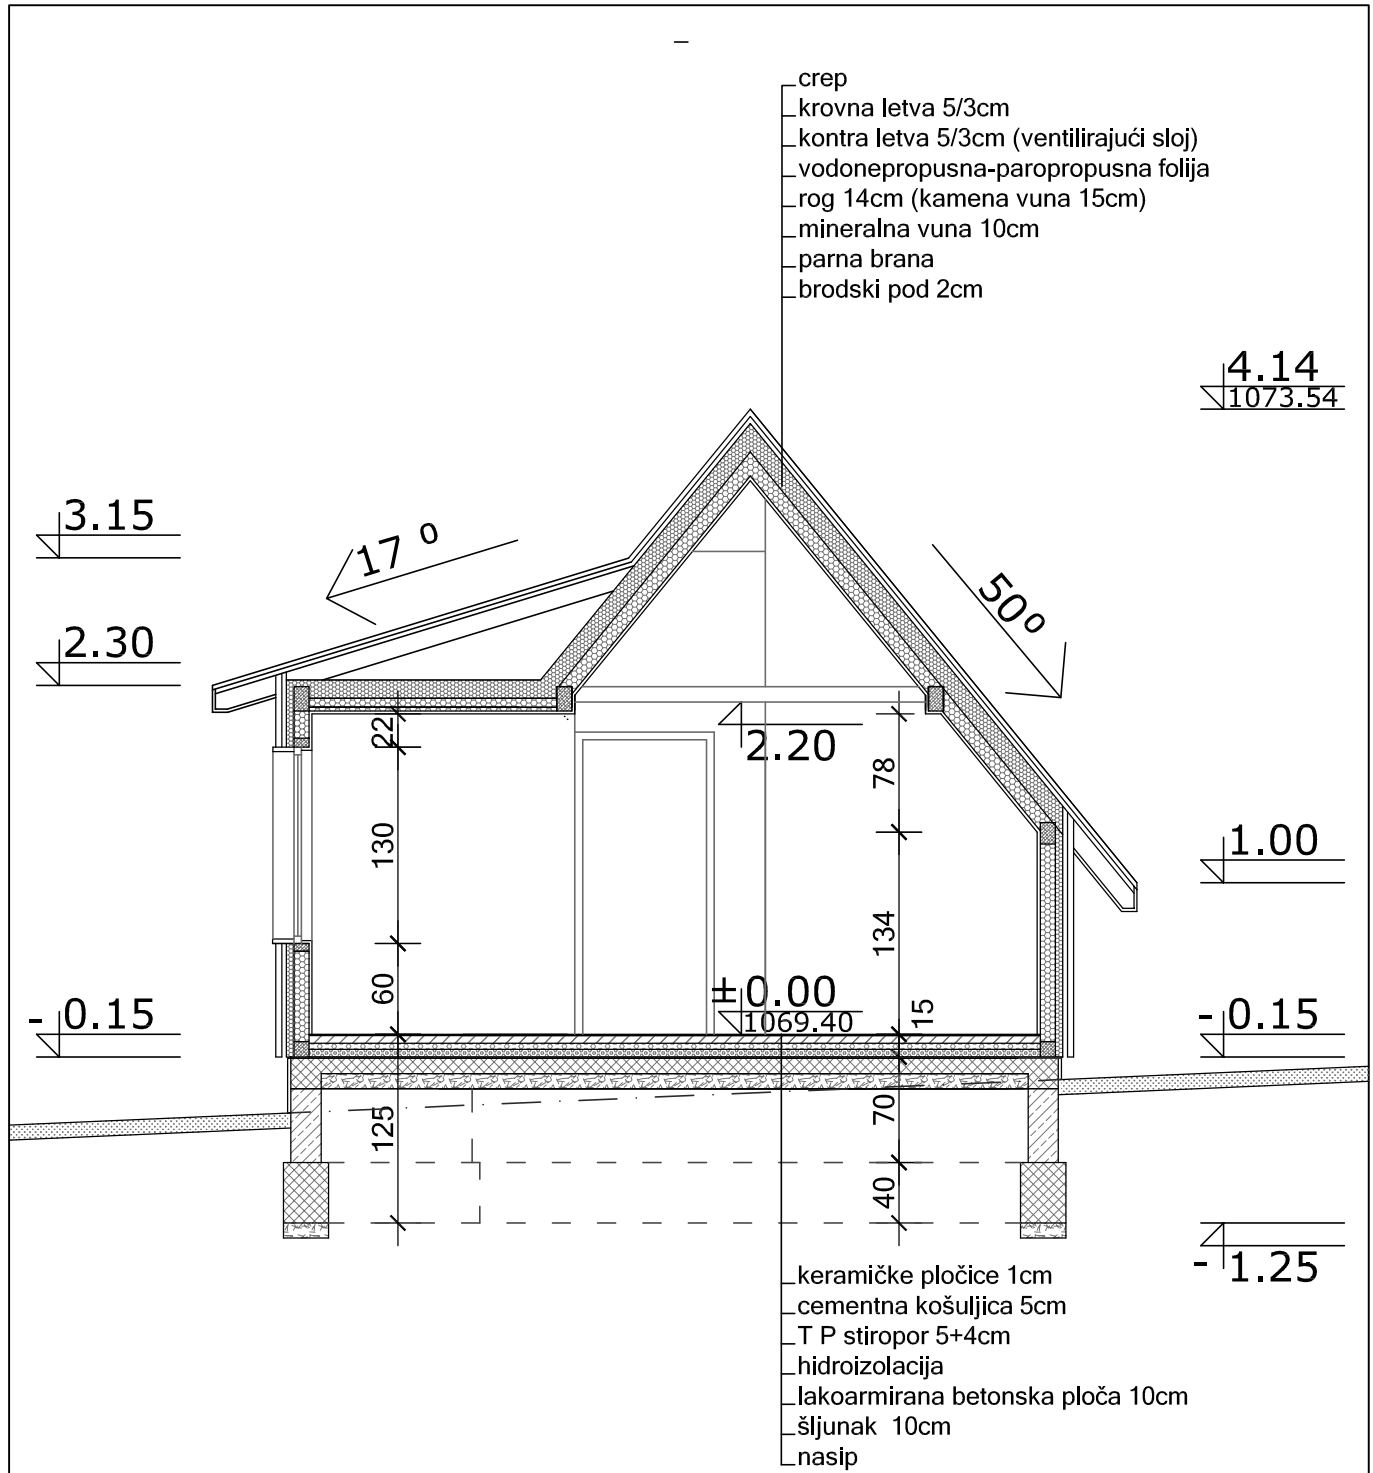 crep
krovna letva 5/3cm
kontra letva 5/3cm (ventilirajući sloj)
vodonepropusna-paropropusna folija
rog 14cm (kamena vuna 15cm)
mineralna vuna 10cm
parna brana
brodski pod 2cm
4.14
1073.54
3.15
17 º
50º
2.30
22
2.20
78
130
1.00
134
60
±0.00
1069.40
15
- 0.15
- 0.15
125
70
40
- 1.25
keramičke pločice 1cm
cementna košuljica 5cm
T P stiropor 5+4cm
hidroizolacija
lakoarmirana betonska ploča 10cm
šljunak 10cm
nasip